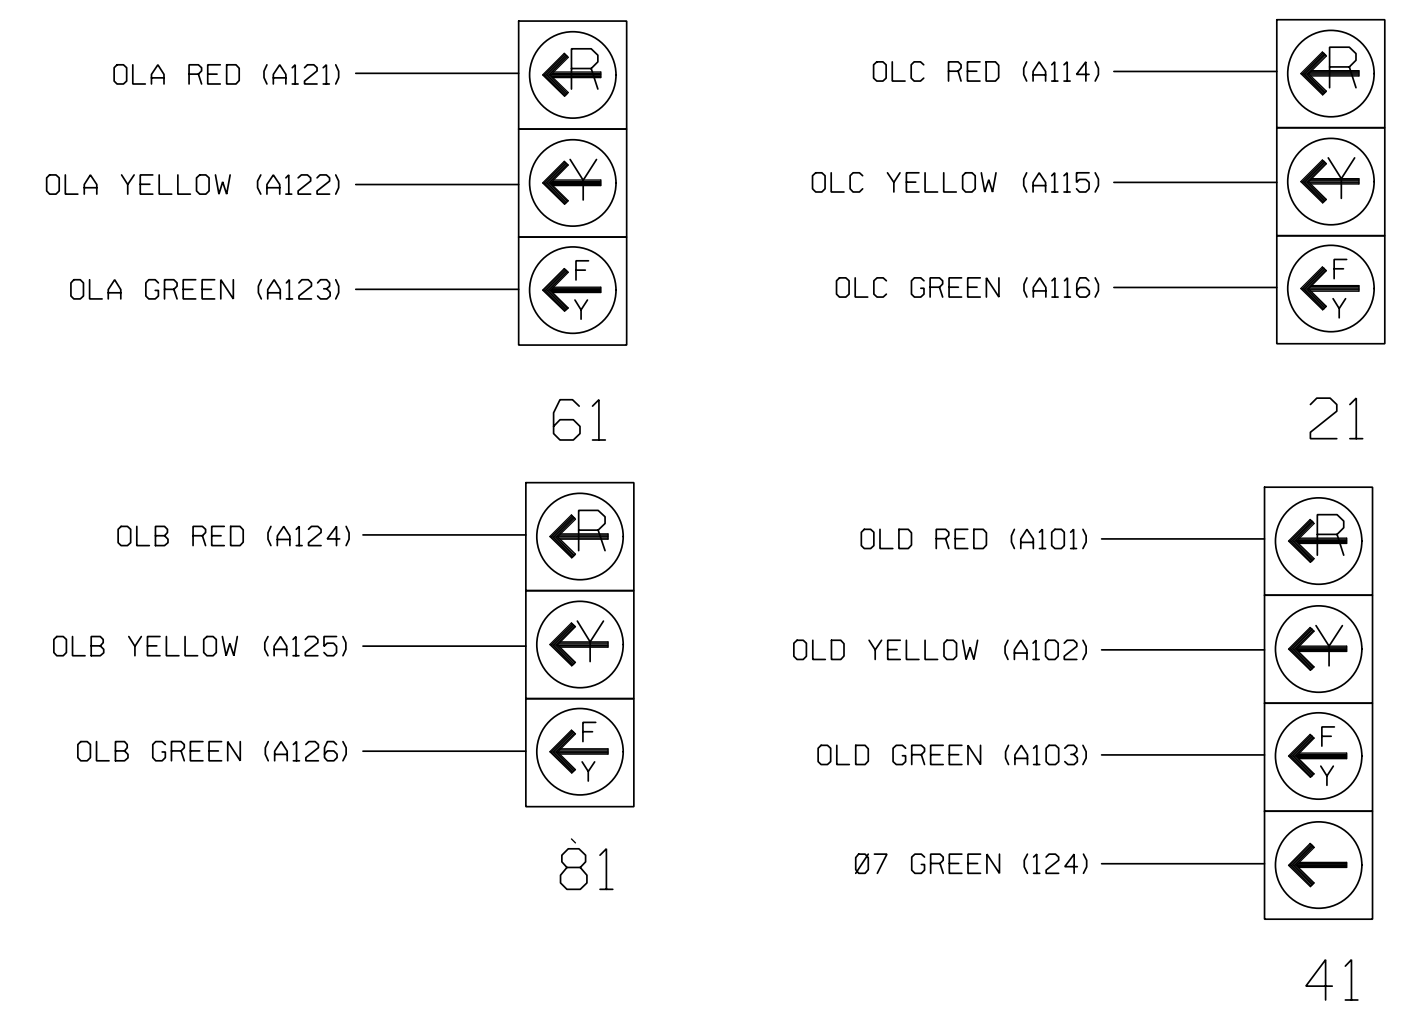 OLA RED (A121)
R
OLA YELLOW (A122)
Y
OLA GREEN (A123)
F
Y
61
OLC RED (A114)
R
OLC YELLOW (A115)
Y
OLC GREEN (A116)
F
Y
21
OLB RED (A124)
R
OLB YELLOW (A125)
Y
OLB GREEN (A126)
F
Y
81
OLD RED (A101)
R
OLD YELLOW (A102)
Y
OLD GREEN (A103)
F
Y
Ø7 GREEN (124)
41